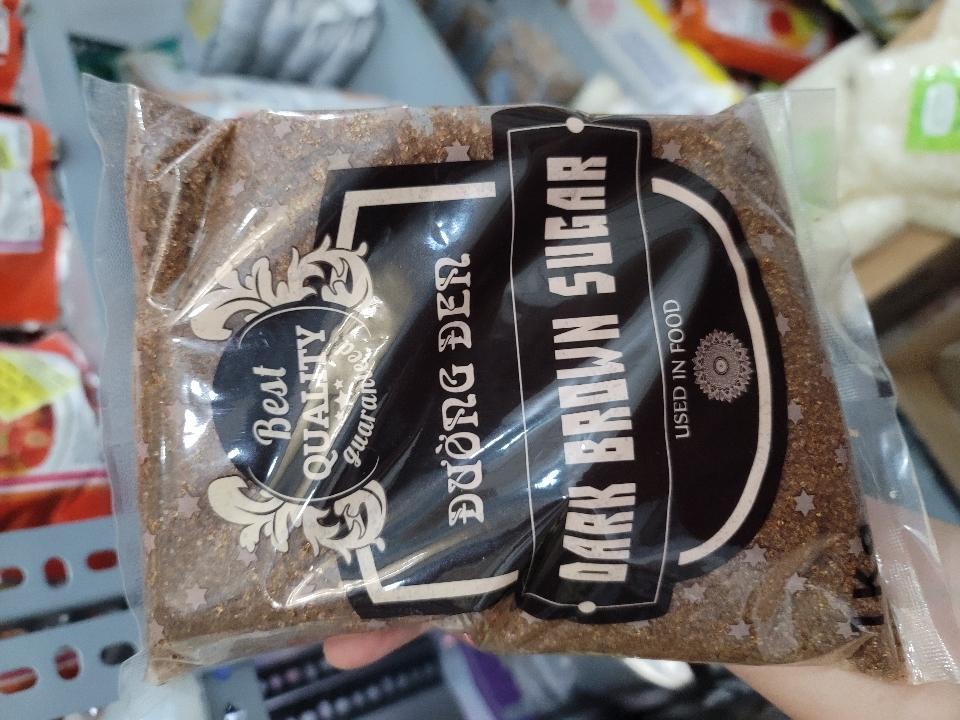 Best
QUALITY
guaranteed
ĐƯỜNG ĐEN
DARK BROWN SUGAR
USED IN FOOD